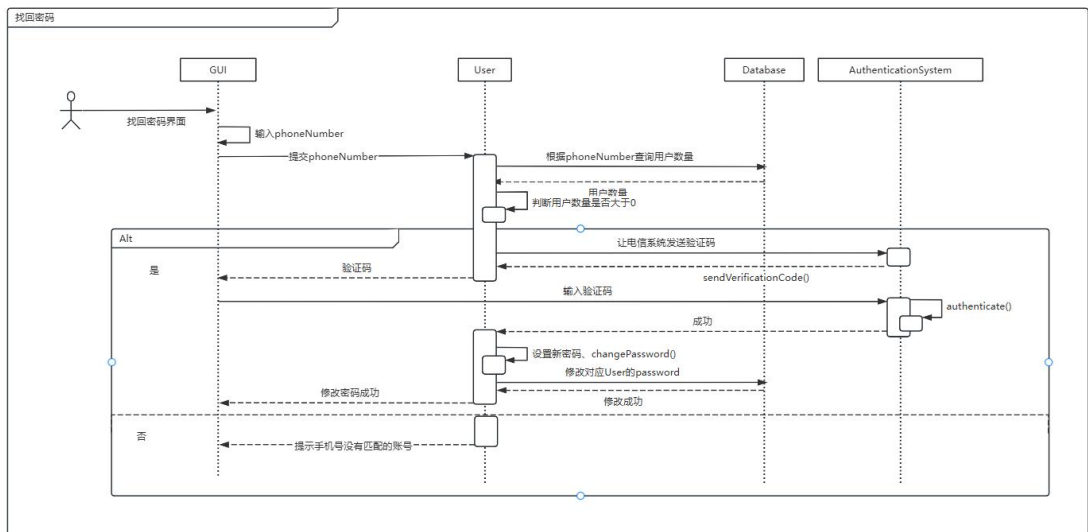 找回密码
GUI
User
Database
AuthenticationSystem
找回密码界面
输入phoneNumber
提交phoneNumber
根据phoneNumber查询用户数量
用户数量
判断用户数量是否大于0
Alt
是
让电信系统发送验证码
验证码
sendVerificationCode()
输入验证码
authenticate()
成功
设置新密码、changePassword()
修改对应User的password
修改密码成功
修改成功
否
提示手机号没有匹配的账号